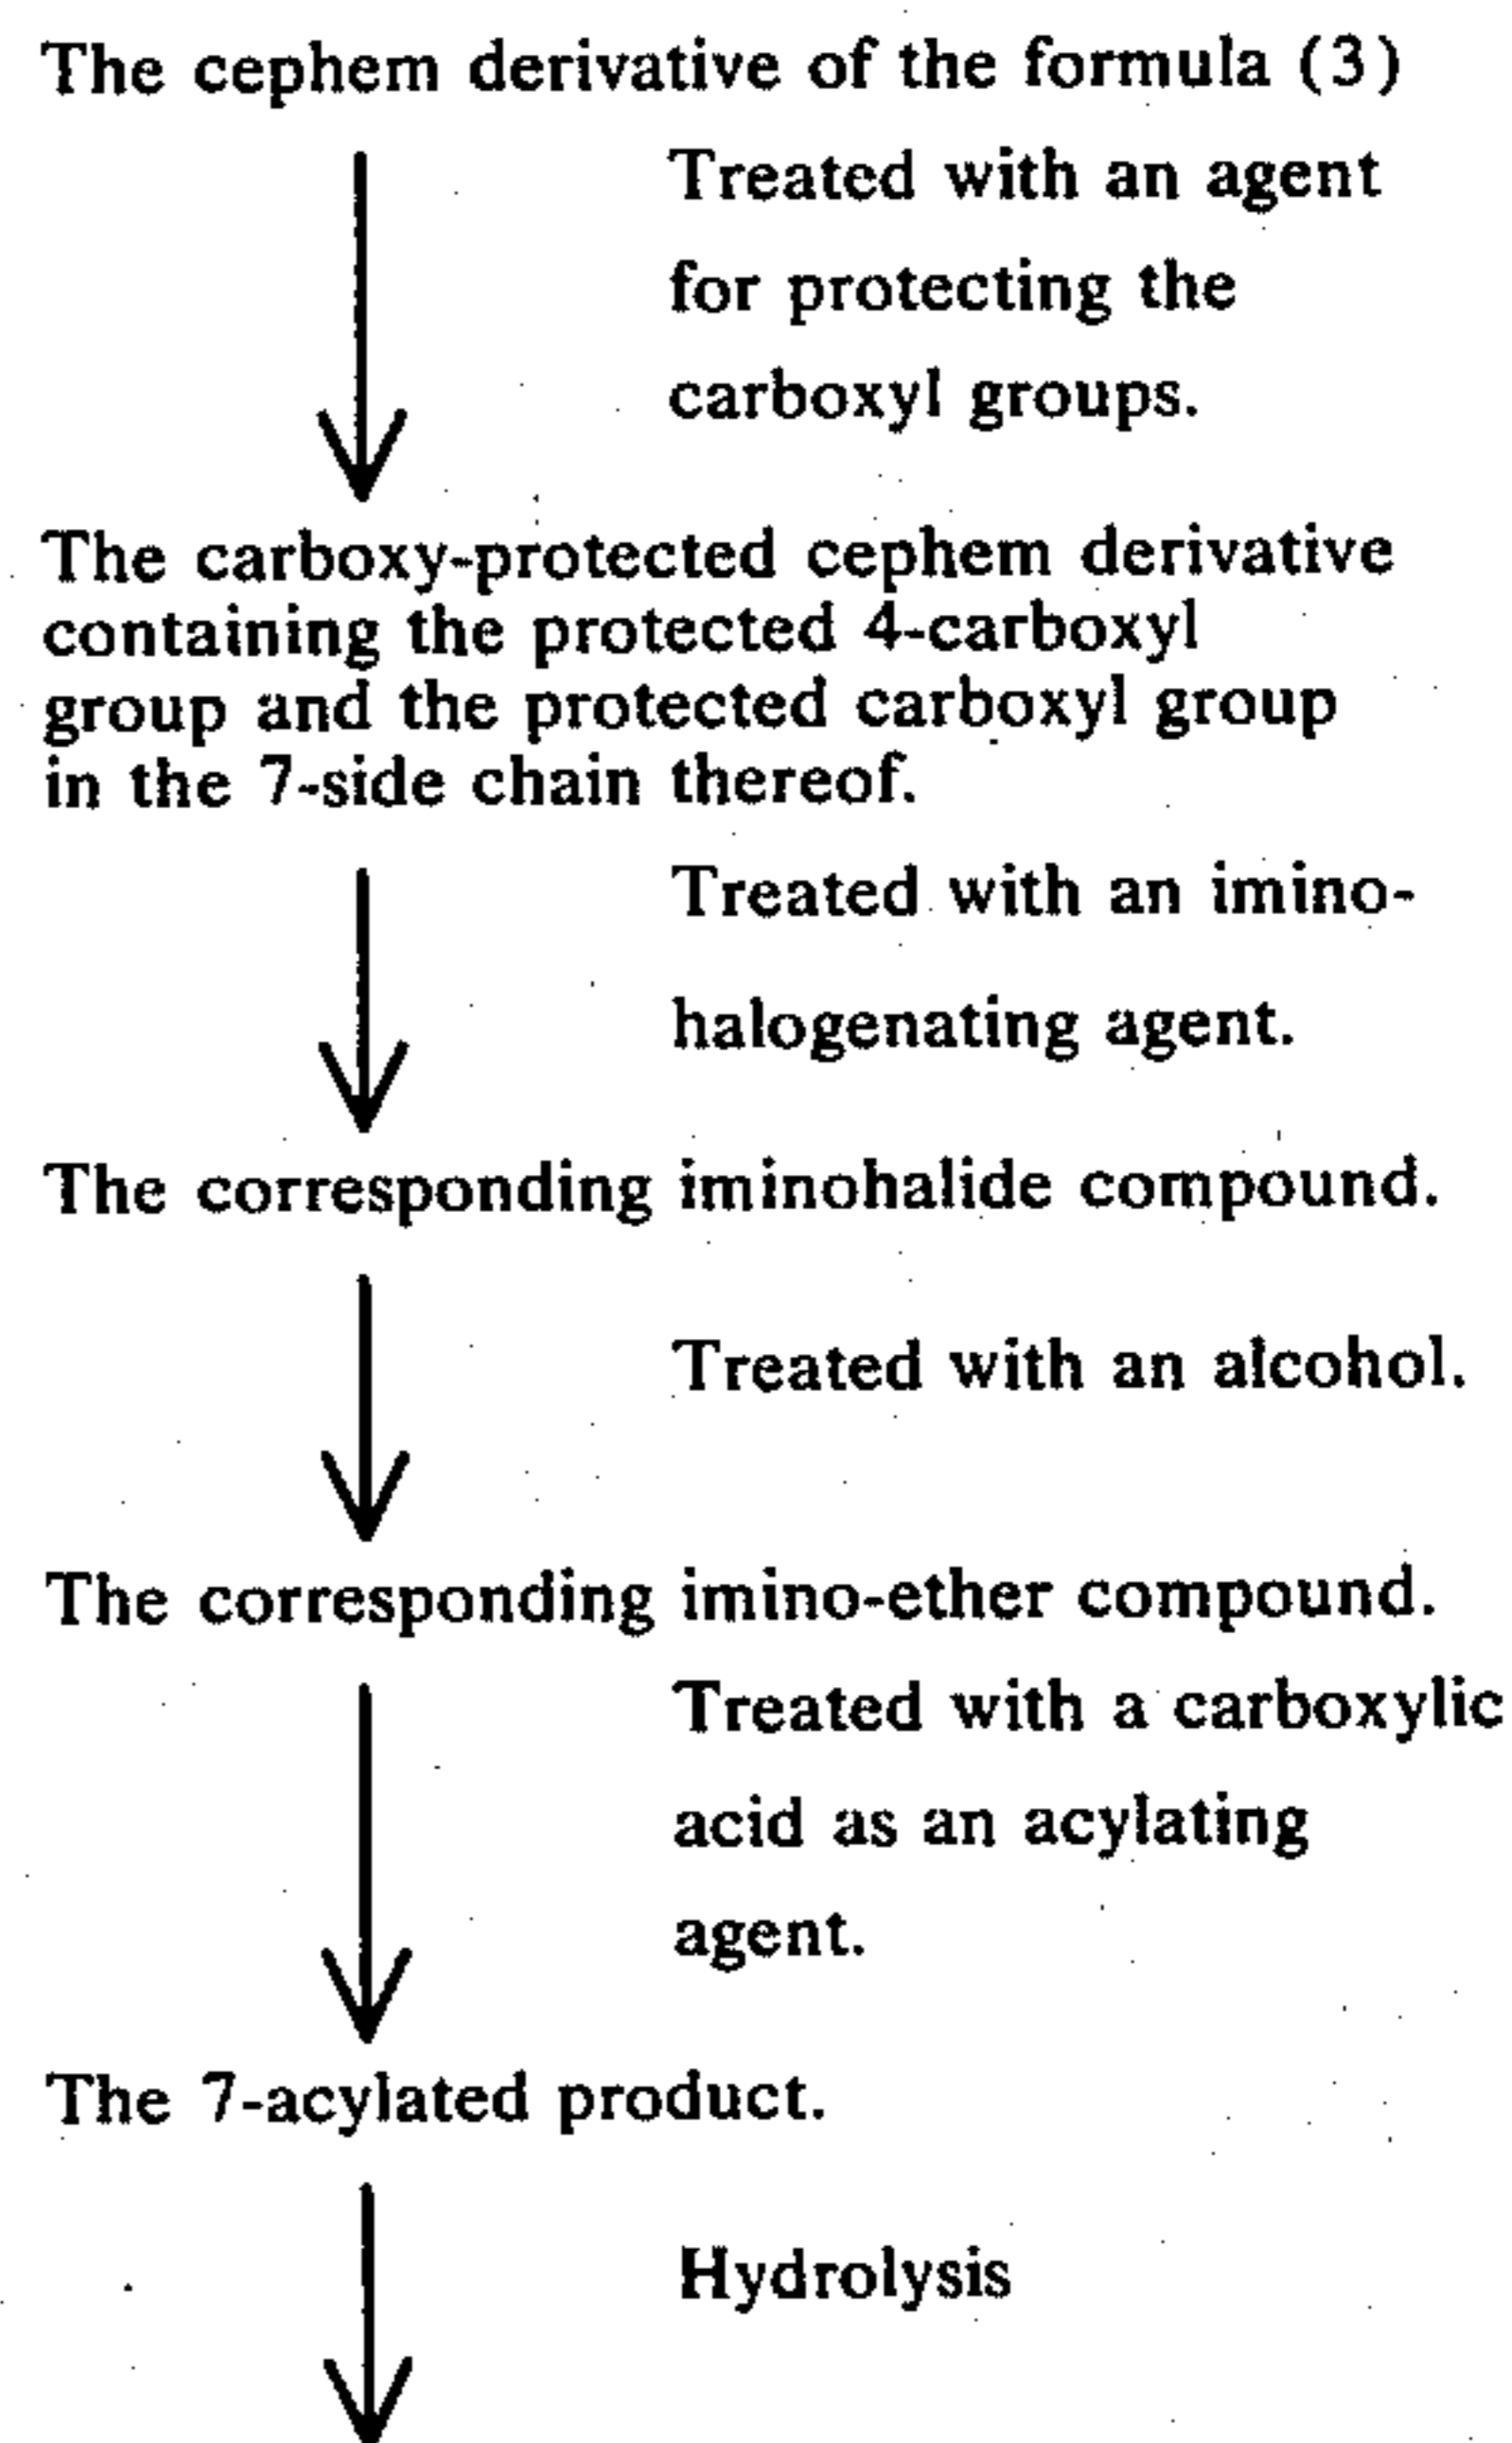 The cephem derivative of the formula (3)
Treated with an agent
for protecting the
carboxyl groups.
The carboxy-protected cephem derivative
containing the protected 4-carboxyl
group and the protected carboxyl group
in the 7-side chain thereof.
Treated with an imino-
halogenating agent.
The corresponding iminohalide compound.
Treated with an alcohol.
The corresponding imino-ether compound.
Treated with a carboxylic
acid as an acylating
agent.
The 7-acylated product.
Hydrolysis